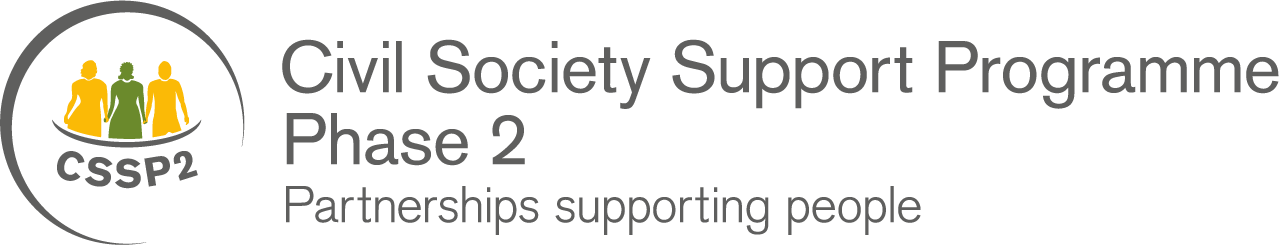 CSSP2
Civil Society Support Programme
Phase 2
Partnerships supporting people